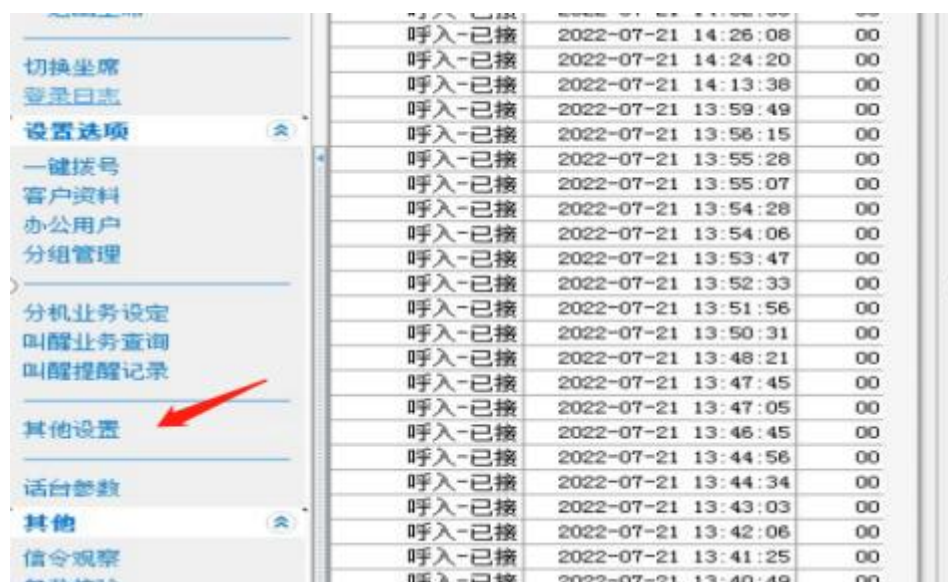 切换坐席
登录日志
设置选项
一键拨号
客户资料
办公用户
分组管理
分机业务设定
叫醒业务查询
叫醒提醒记录
其他设置
话台参数
其他
信令观察
呼入-已接 2022-07-21 14:26:08 00
呼入-已接 2022-07-21 14:24:20 00
呼入-已接 2022-07-21 14:13:38 00
呼入-已接 2022-07-21 13:59:49 00
呼入-已接 2022-07-21 13:56:15 00
呼入-已接 2022-07-21 13:55:28 00
呼入-已接 2022-07-21 13:55:07 00
呼入-已接 2022-07-21 13:54:28 00
呼入-已接 2022-07-21 13:54:06 00
呼入-已接 2022-07-21 13:53:47 00
呼入-已接 2022-07-21 13:52:33 00
呼入-已接 2022-07-21 13:51:56 00
呼入-已接 2022-07-21 13:50:31 00
呼入-已接 2022-07-21 13:48:21 00
呼入-已接 2022-07-21 13:47:45 00
呼入-已接 2022-07-21 13:47:05 00
呼入-已接 2022-07-21 13:46:45 00
呼入-已接 2022-07-21 13:44:56 00
呼入-已接 2022-07-21 13:44:34 00
呼入-已接 2022-07-21 13:43:03 00
呼入-已接 2022-07-21 13:42:06 00
呼入-已接 2022-07-21 13:41:25 00
呼入-已接 2022-07-21 13:40:49 00